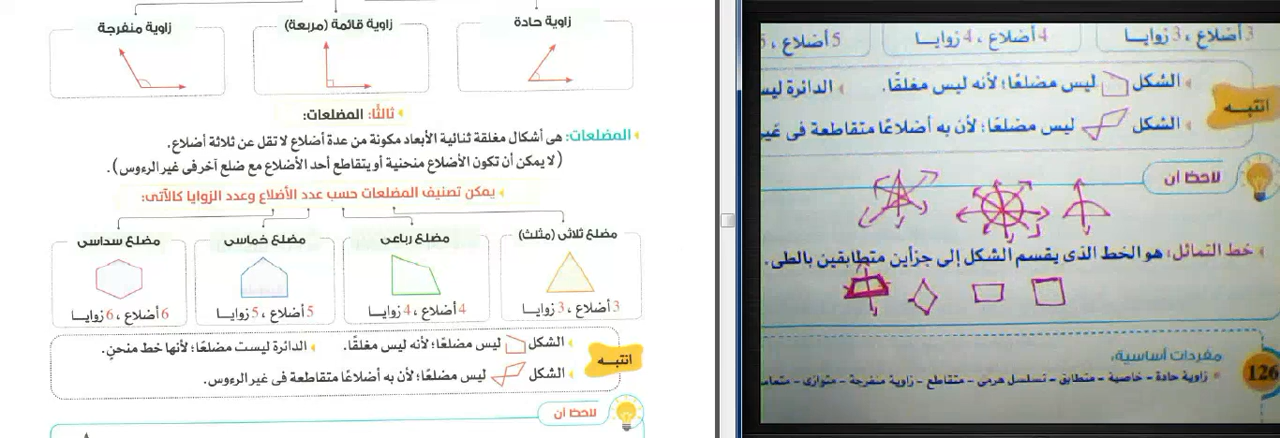 زاوية حادة
زاوية قائمة (مربعة)
زاوية منفرجة
ثالثًا: المضلعات:
المضلعات: هى أشكال مغلقة ثنائية الأبعاد مكونة من عدة أضلاع لا تقل عن ثلاثة أضلاع.
(لا يمكن أن تكون الأضلاع منحنية أو يتقاطع أحد الأضلاع مع ضلع آخر فى غير الرءوس).
يمكن تصنيف المضلعات حسب عدد الأضلاع وعدد الزوايا كالآتى:
مضلع ثلاثى (مثلث)
مضلع رباعى
مضلع خماسى
مضلع سداسى
3 أضلاع، 3 زوايا
4 أضلاع، 4 زوايا
5 أضلاع، 5 زوايا
6 أضلاع، 6 زوايا
انتبه
الشكل ليس مضلعًا؛ لأنه ليس مغلقًا. الدائرة ليست مضلعًا؛ لأنها خط منحنٍ.
الشكل ليس مضلعًا؛ لأن به أضلاعًا متقاطعة فى غير الرءوس.
لاحظ أن
3 أضلاع، 3 زوايا
4 أضلاع، 4 زوايا
5 أضلاع، 5
انتبه
الشكل ليس مضلعًا؛ لأنه ليس مغلقًا. الدائرة ليس
الشكل ليس مضلعًا؛ لأن به أضلاعًا متقاطعة فى غير
لاحظ أن
خط التماثل: هو الخط الذى يقسم الشكل إلى جزأين متطابقين بالطى.
مفردات أساسية:
زاوية حادة - خاصية - متطابق - تسلسل هرمى - متقاطع - زاوية منفرجة - متوازى - متعامد
126